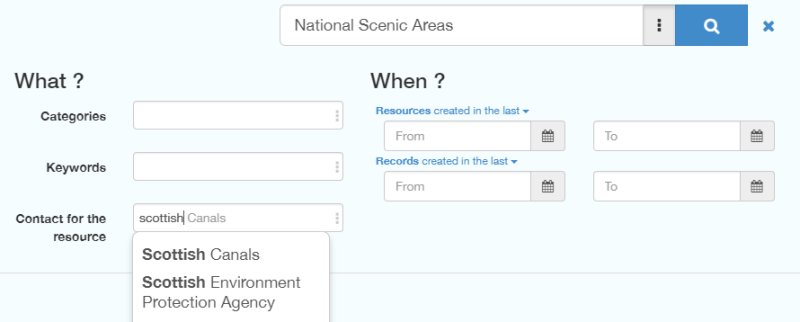 National Scenic Areas
What ?
When ?
Categories
Resources created in the last
From
To
Keywords
Records created in the last
From
To
Contact for the
resource
scottish Canals
Scottish Canals
Scottish Environment
Protection Agency